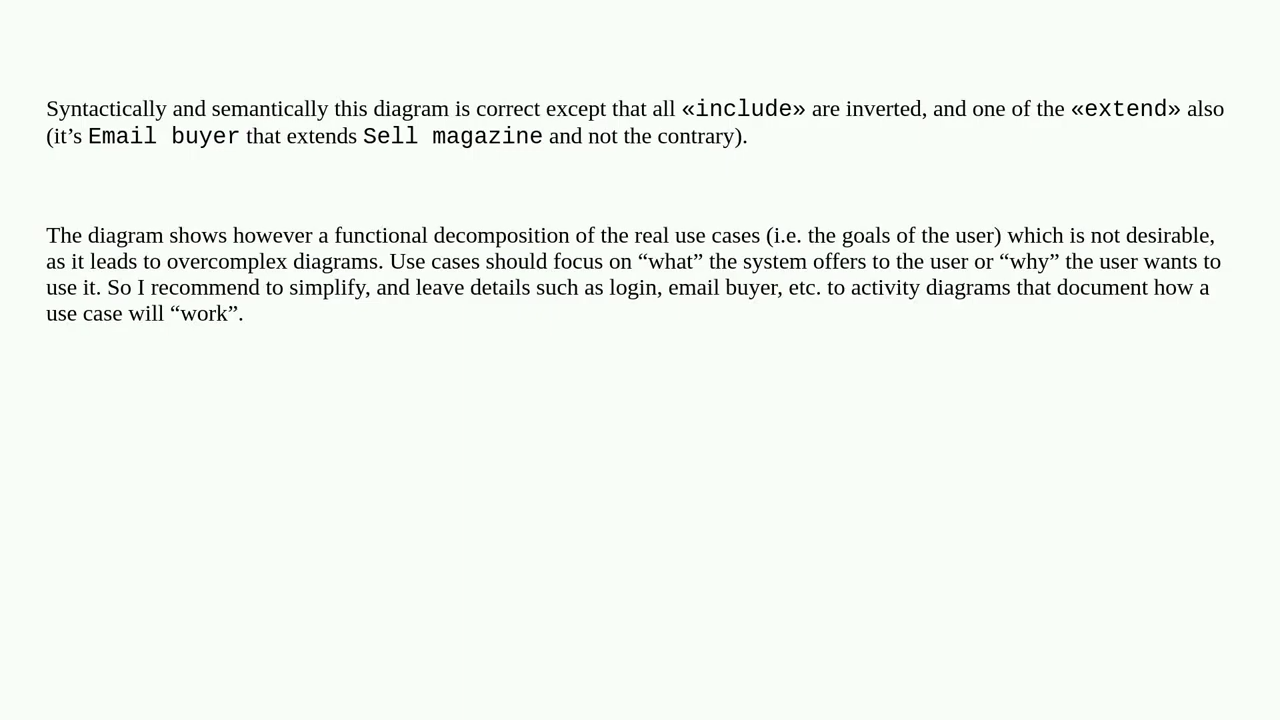 Syntactically and semantically this diagram is correct except that all «include» are inverted, and one of the «extend» also
(it’s Email buyer that extends Sell magazine and not the contrary).
The diagram shows however a functional decomposition of the real use cases (i.e. the goals of the user) which is not desirable,
as it leads to overcomplex diagrams. Use cases should focus on “what” the system offers to the user or “why” the user wants to
use it. So I recommend to simplify, and leave details such as login, email buyer, etc. to activity diagrams that document how a
use case will “work”.